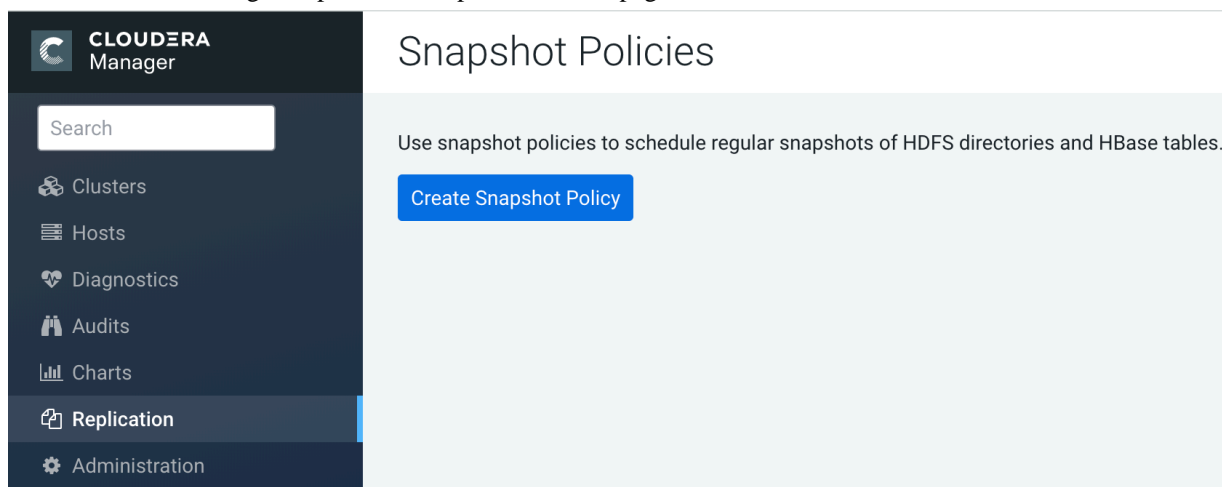 CLOUDERA
Manager
Snapshot Policies
Search
Use snapshot policies to schedule regular snapshots of HDFS directories and HBase tables.
Create Snapshot Policy
Clusters
Hosts
Diagnostics
Audits
Charts
Replication
Administration